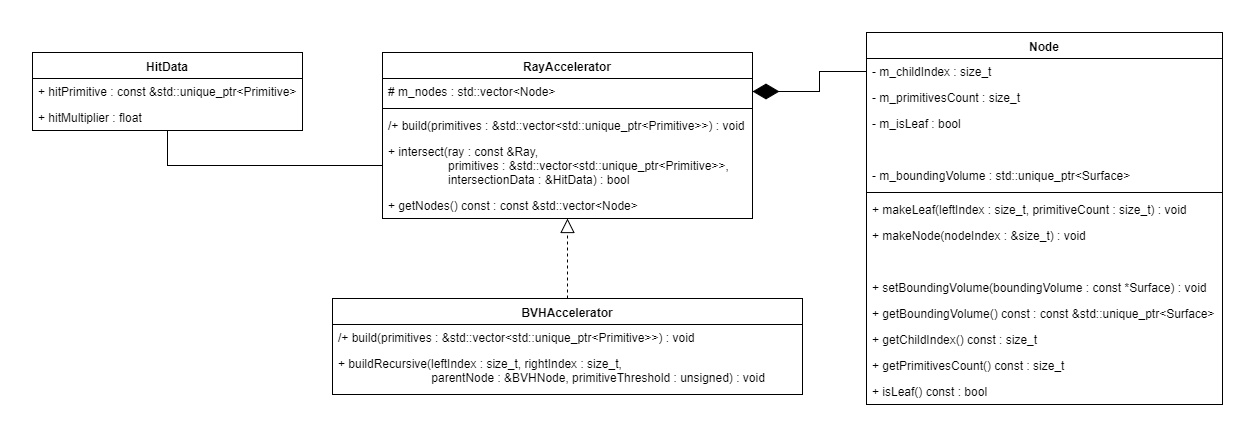 HitData
+ hitPrimitive : const &std::unique_ptr<Primitive>
+ hitMultiplier : float
RayAccelerator
# m_nodes : std::vector<Node>
/+ build(primitives : &std::vector<std::unique_ptr<Primitive>>) : void
+ intersect(ray : const &Ray,
primitives : &std::vector<std::unique_ptr<Primitive>>,
intersectionData : &HitData) : bool
+ getNodes() const : const &std::vector<Node>
BVHAccelerator
/+ build(primitives : &std::vector<std::unique_ptr<Primitive>>) : void
+ buildRecursive(leftIndex : size_t, rightIndex : size_t,
parentNode : &BVHNode, primitiveThreshold : unsigned) : void
Node
- m_childIndex : size_t
- m_primitivesCount : size_t
- m_isLeaf : bool
- m_boundingVolume : std::unique_ptr<Surface>
+ makeLeaf(leftIndex : size_t, primitiveCount : size_t) : void
+ makeNode(nodeIndex : &size_t) : void
+ setBoundingVolume(boundingVolume : const *Surface) : void
+ getBoundingVolume() const : const &std::unique_ptr<Surface>
+ getChildIndex() const : size_t
+ getPrimitivesCount() const : size_t
+ isLeaf() const : bool